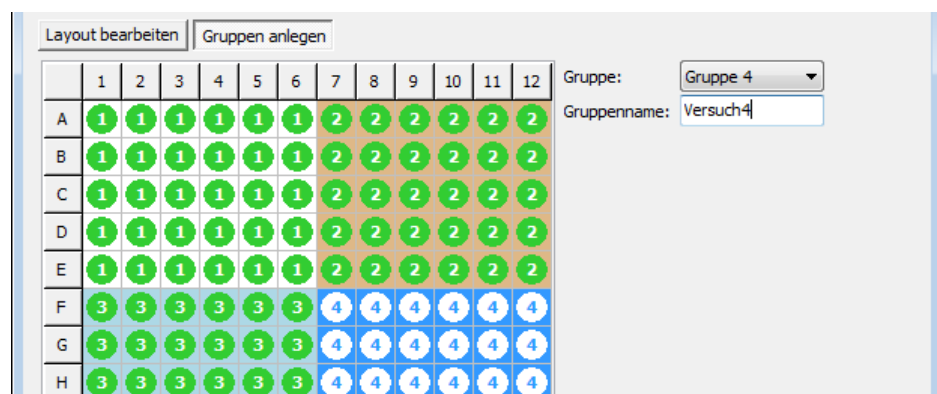 Layout bearbeiten Gruppen anlegen
1 2 3 4 5 6 7 8 9 10 11 12
Gruppe: Gruppe 4
Gruppenname: Versuch4
A 1 1 1 1 1 1 2 2 2 2 2 2
B 1 1 1 1 1 1 2 2 2 2 2 2
C 1 1 1 1 1 1 2 2 2 2 2 2
D 1 1 1 1 1 1 2 2 2 2 2 2
E 1 1 1 1 1 1 2 2 2 2 2 2
F 3 3 3 3 3 3 4 4 4 4 4 4
G 3 3 3 3 3 3 4 4 4 4 4 4
H 3 3 3 3 3 3 4 4 4 4 4 4